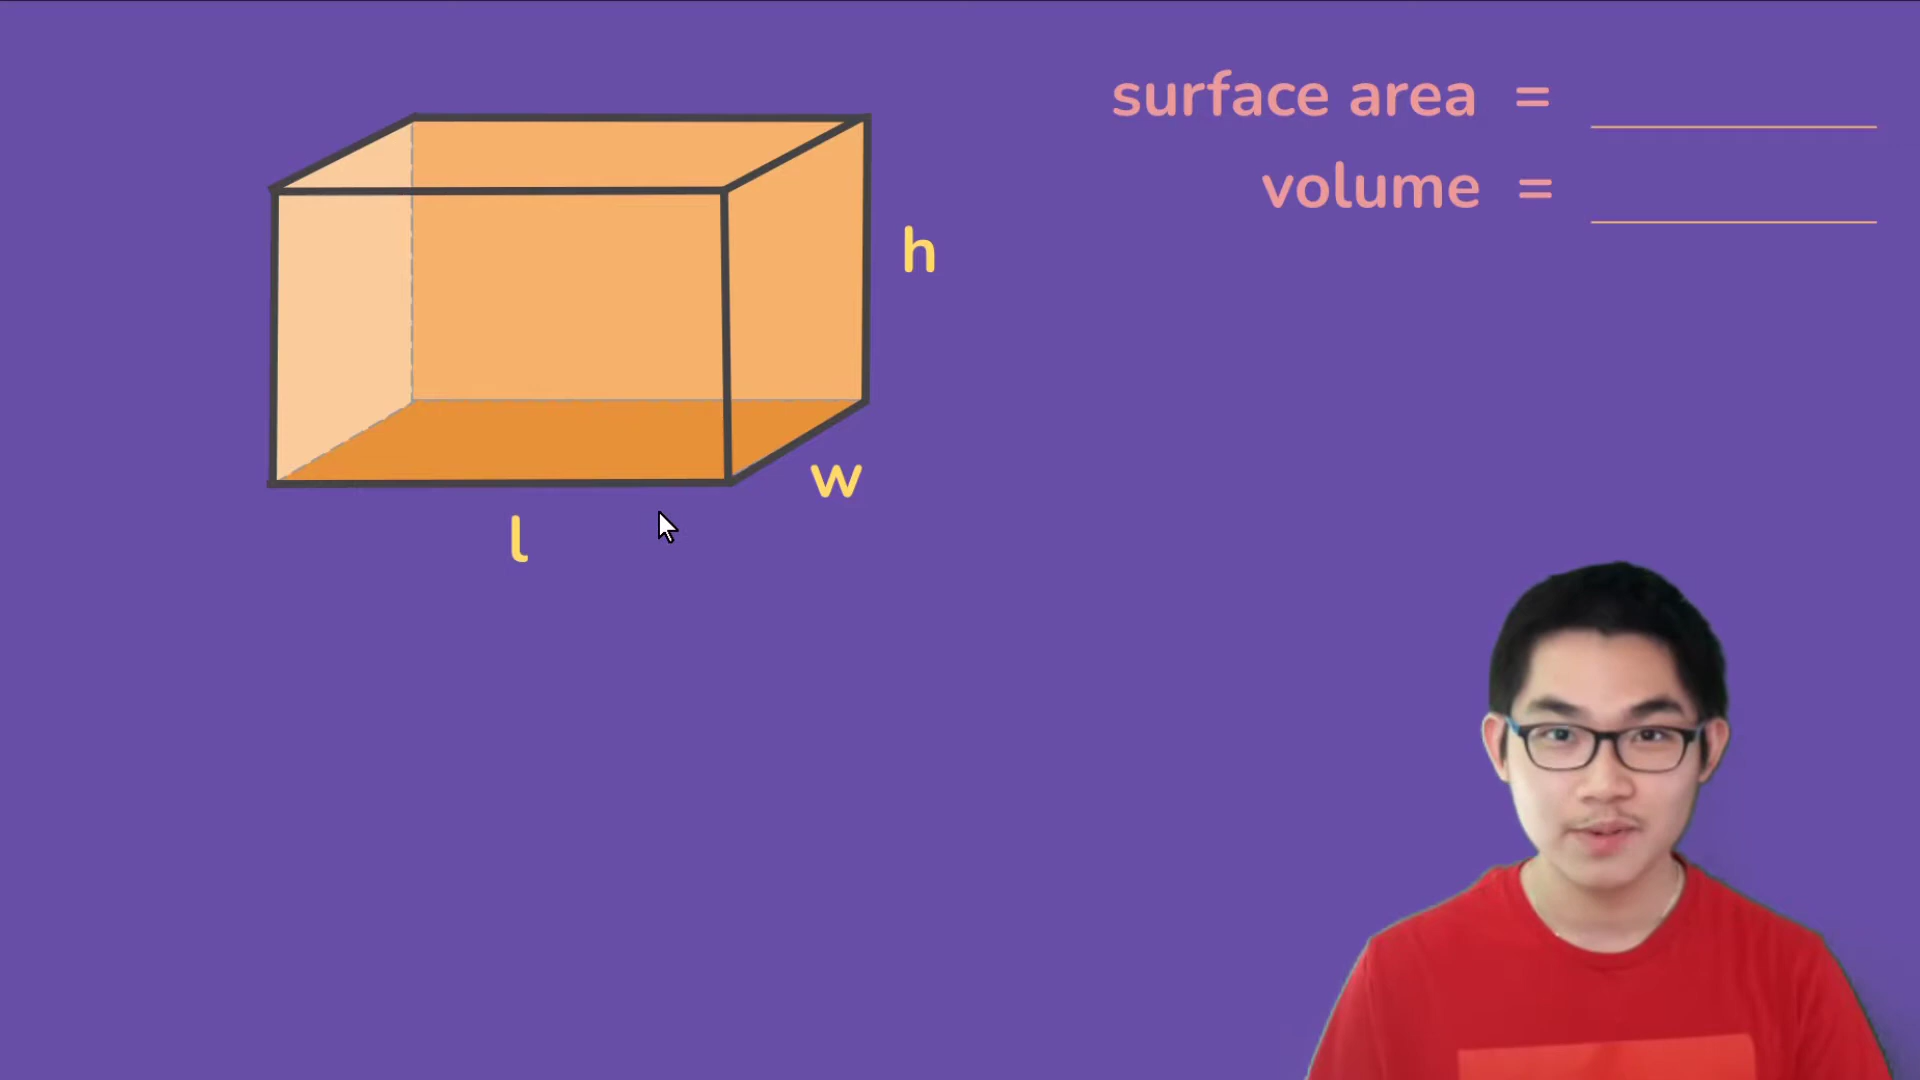 surface area =
volume =
h
w
l